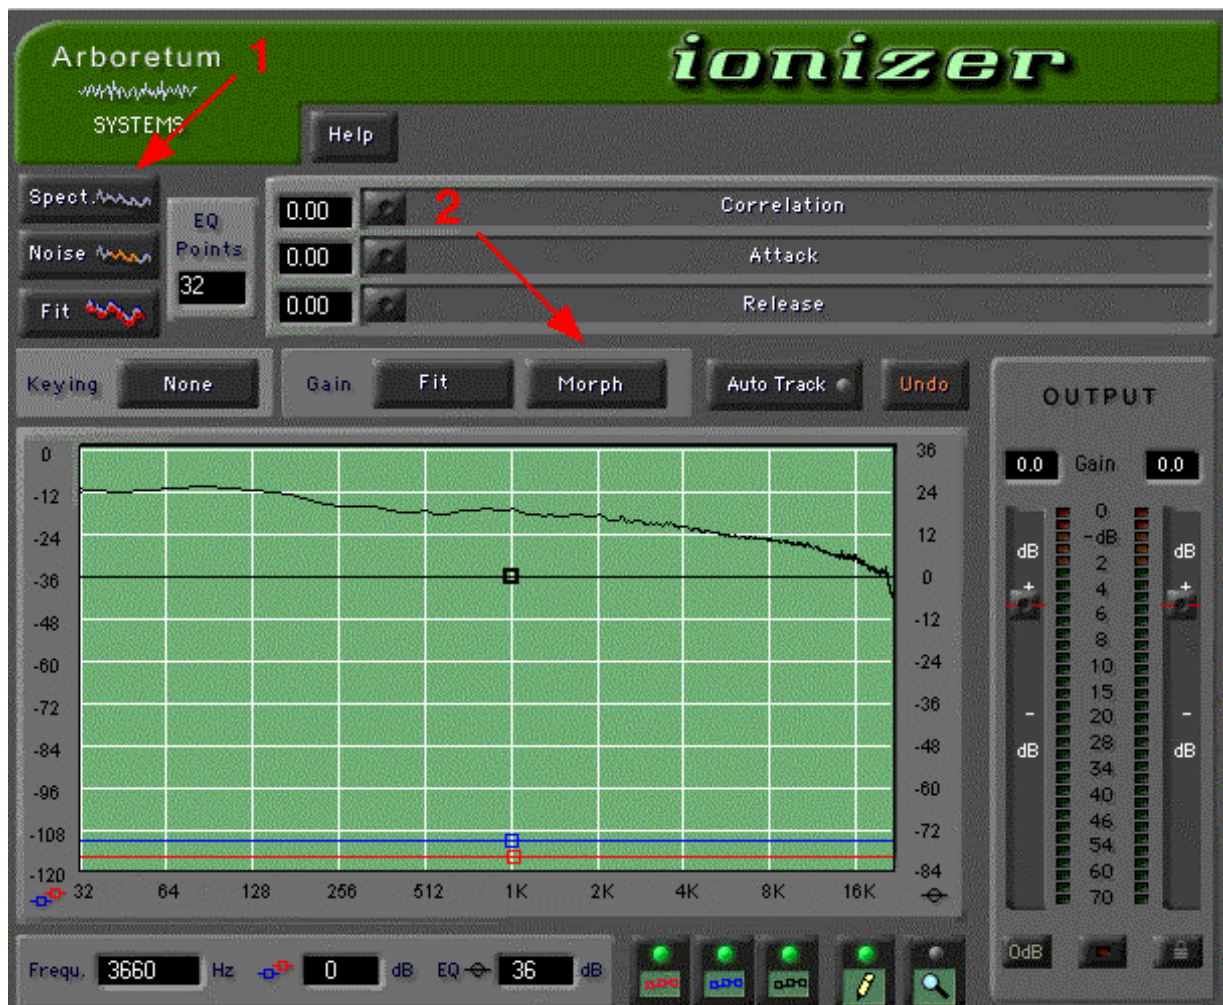 Arboretum
SYSTEMS
1
ionizer
Help
Spect.
Noise
Fit
EQ
Points
32
2
0.00 Correlation
0.00 Attack
0.00 Release
Keying None
Gain Fit Morph
Auto Track
Undo
0
-12
-24
-36
-48
-60
-72
-84
-96
-108
-120
36
24
12
0
-12
-24
-36
-48
-60
-72
-84
32 64 128 256 512 1K 2K 4K 8K 16K
OUTPUT
0.0 Gain 0.0
dB
+
-
dB
0
-dB
2
4
6
8
10
15
20
28
34
40
46
54
60
70
dB
+
-
dB
0dB
Frequ. 3660 Hz 0 dB EQ 36 dB